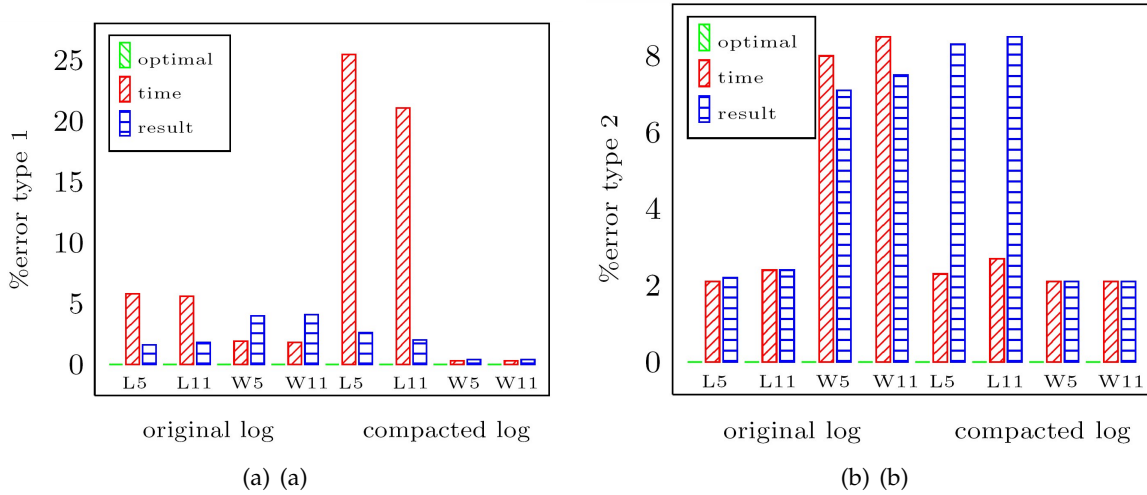 %error type 1
25
20
15
10
5
0
optimal
time
result
L5 L11 W5 W11 L5 L11 W5 W11
original log compacted log
(a) (a)
%error type 2
8
6
4
2
0
optimal
time
result
L5 L11 W5 W11 L5 L11 W5 W11
original log compacted log
(b) (b)